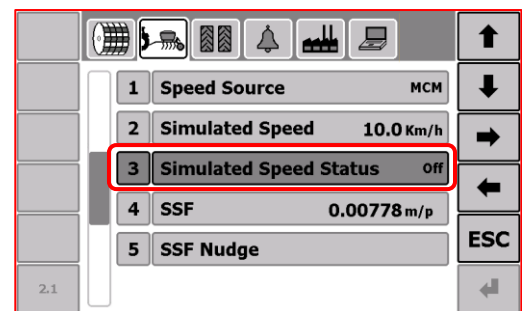 1 Speed Source MCM
2 Simulated Speed 10.0 Km/h
3 Simulated Speed Status Off
4 SSF 0.00778 m/p
5 SSF Nudge
ESC
2.1